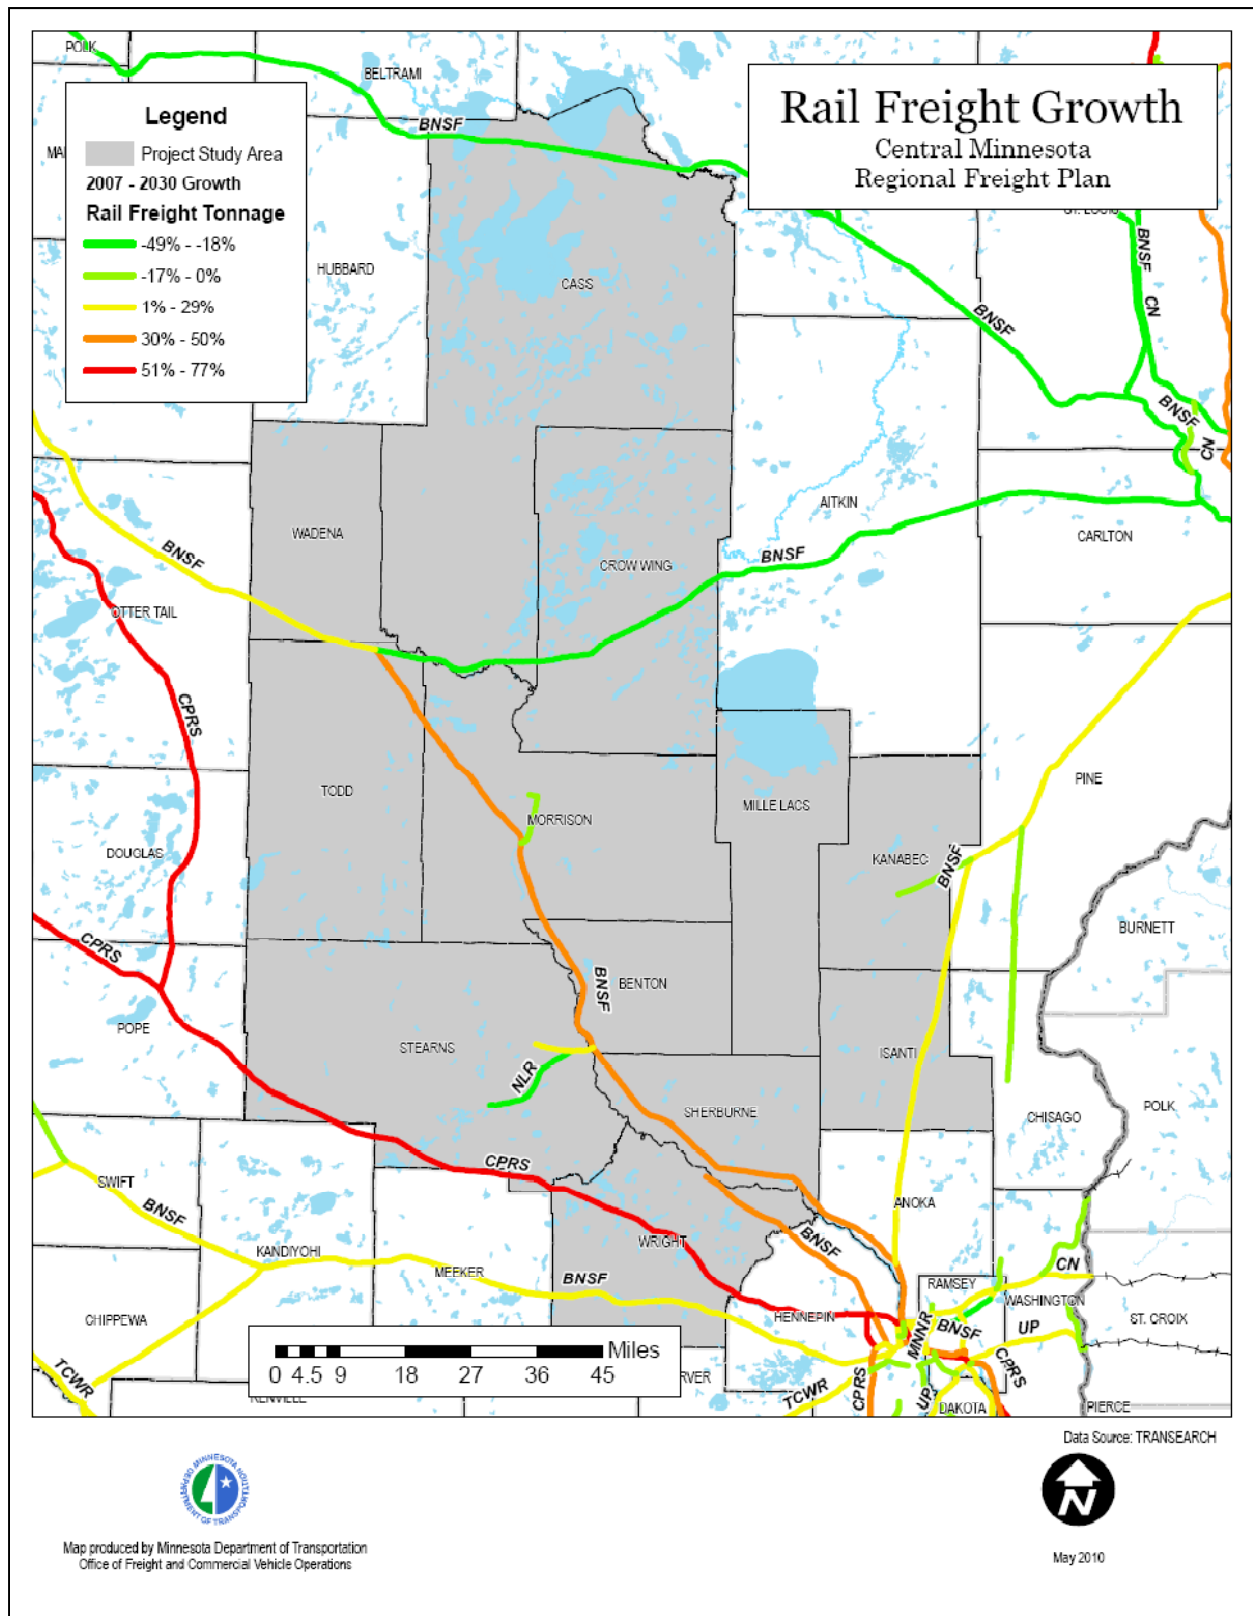 Rail Freight Growth
Central Minnesota
Regional Freight Plan
Legend
Project Study Area
2007 - 2030 Growth
Rail Freight Tonnage
-49% - -18%
-17% - 0%
1% - 29%
30% - 50%
51% - 77%
POLK
BELTRAMI
BNSF
HUBBARD
CASS
BNSF
CN
BNSF
BNSF
CN
WADENA
AITKIN
CARLTON
BNSF
CROW WING
BNSF
OTTER TAIL
CPRS
TODD
MORRISON
MILLE LACS
PINE
DOUGLAS
KANABEC
BNSF
BURNETT
CPRS
BENTON
BNSF
POPE
STEARNS
ISANTI
NLR
SHERBURNE
CHISAGO
POLK
CPRS
SWIFT
BNSF
ANOKA
WRIGHT
BNSF
KANDIYOHI
MEEKER
BNSF
CN
RAMSEY
WASHINGTON
CHIPPEWA
HENNEPIN
MNNR
BNSF
UP
ST. CROIX
TCWR
TCWR
CPRS
UP
CPRS
DAKOTA
PIERCE
Miles
0 4.5 9 18 27 36 45
Data Source: TRANSEARCH
N
May 2010
MINNESOTA DEPARTMENT OF TRANSPORTATION
Map produced by Minnesota Department of Transportation
Office of Freight and Commercial Vehicle Operations